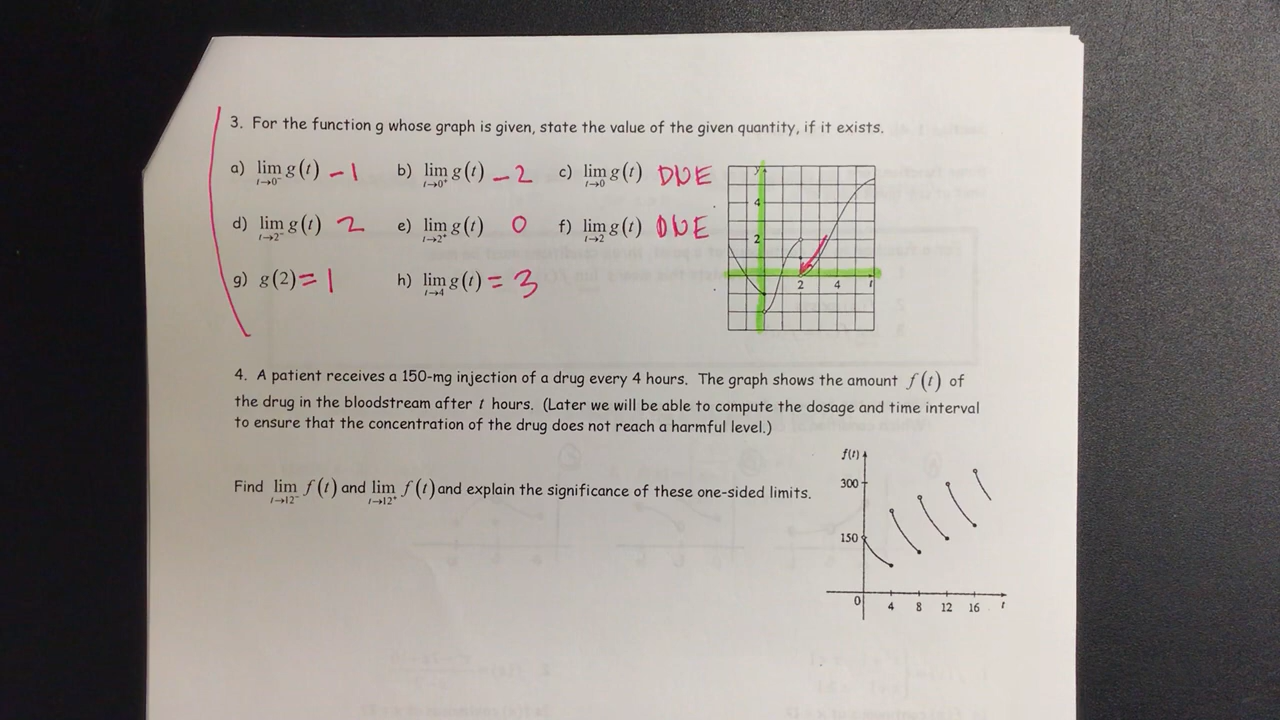 3. For the function g whose graph is given, state the value of the given quantity, if it exists.
a) lim t→0⁻ g(t) -1 b) lim t→0⁺ g(t) -2 c) lim t→0 g(t) DNE
d) lim t→2⁻ g(t) 2 e) lim t→2⁺ g(t) 0 f) lim t→2 g(t) DNE
g) g(2) = 1 h) lim t→4 g(t) = 3
y
4
2
2 4 t
4. A patient receives a 150-mg injection of a drug every 4 hours. The graph shows the amount f(t) of
the drug in the bloodstream after t hours. (Later we will be able to compute the dosage and time interval
to ensure that the concentration of the drug does not reach a harmful level.)
Find lim t→12⁻ f(t) and lim t→12⁺ f(t) and explain the significance of these one-sided limits.
f(t)
300
150
0 4 8 12 16 t